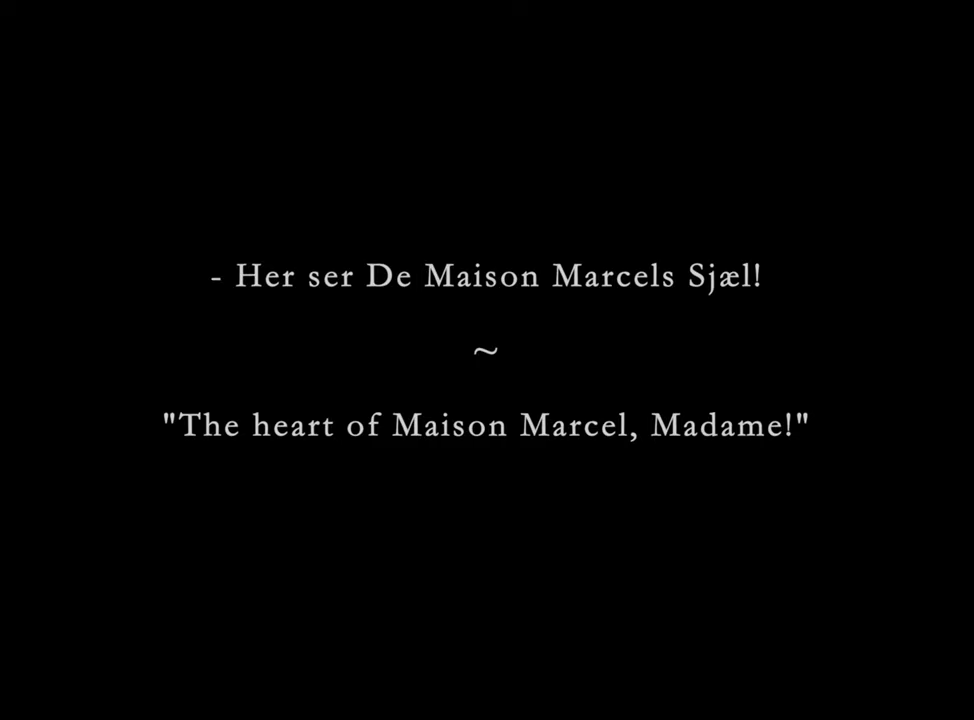 - Her ser De Maison Marcels Sjæl!
~
"The heart of Maison Marcel, Madame!"